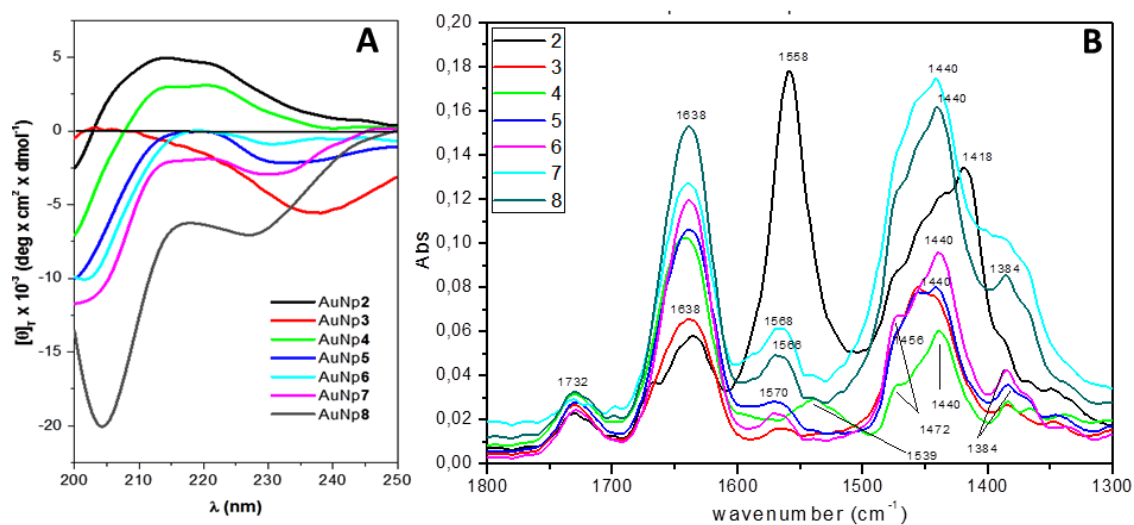 A
5
0
-5
-10
-15
-20
[θ]T x 10-3 (deg x cm2 x dmol-1)
200 210 220 230 240 250
λ (nm)
AuNp2
AuNp3
AuNp4
AuNp5
AuNp6
AuNp7
AuNp8
B
0,20
0,18
0,16
0,14
0,12
0,10
0,08
0,06
0,04
0,02
0,00
Abs
2
3
4
5
6
7
8
1558
1440
1440
1638
1418
1384
1638
1568
1566
1440
1456
1570
1440
1732
1472
1384
1539
1800 1700 1600 1500 1400 1300
wavenumber (cm-1)